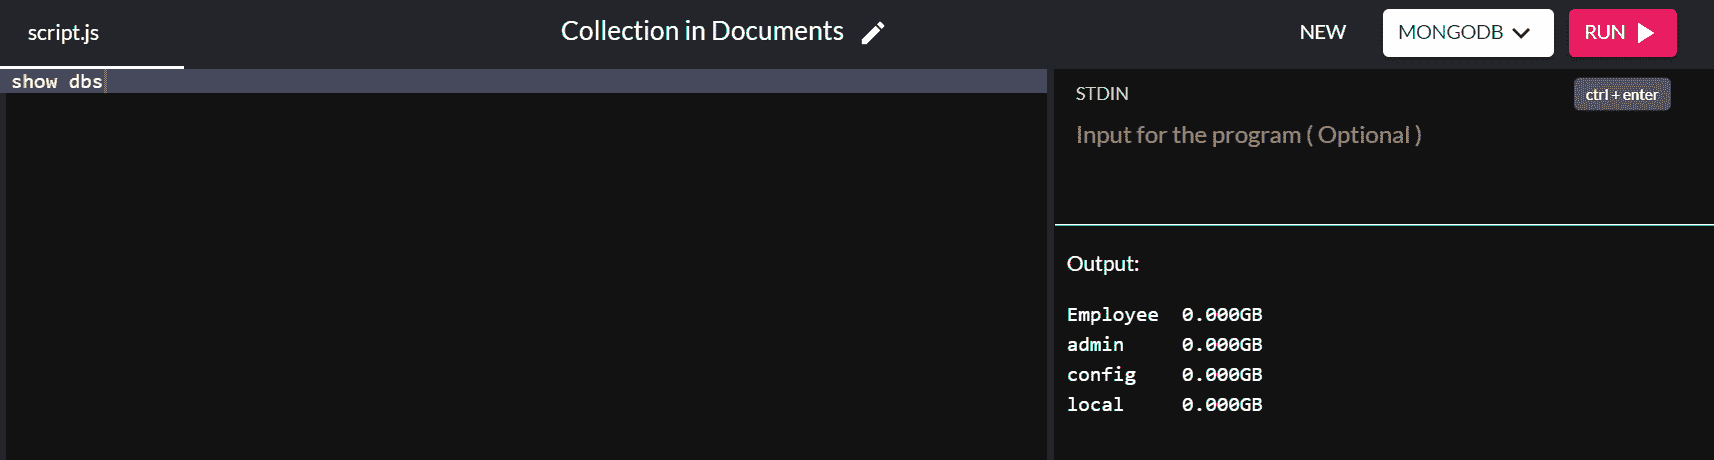 script.js
Collection in Documents
NEW
MONGODB
RUN
show dbs
STDIN
ctrl+enter
Input for the program ( Optional )
Output:
Employee  0.000GB
admin     0.000GB
config    0.000GB
local     0.000GB